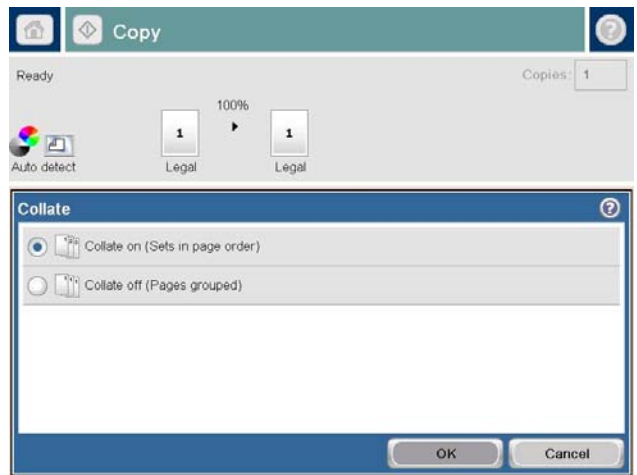 Copy
Ready
Copies: 1
100%
1
1
Auto detect
Legal
Legal
Collate
Collate on (Sets in page order)
Collate off (Pages grouped)
OK
Cancel